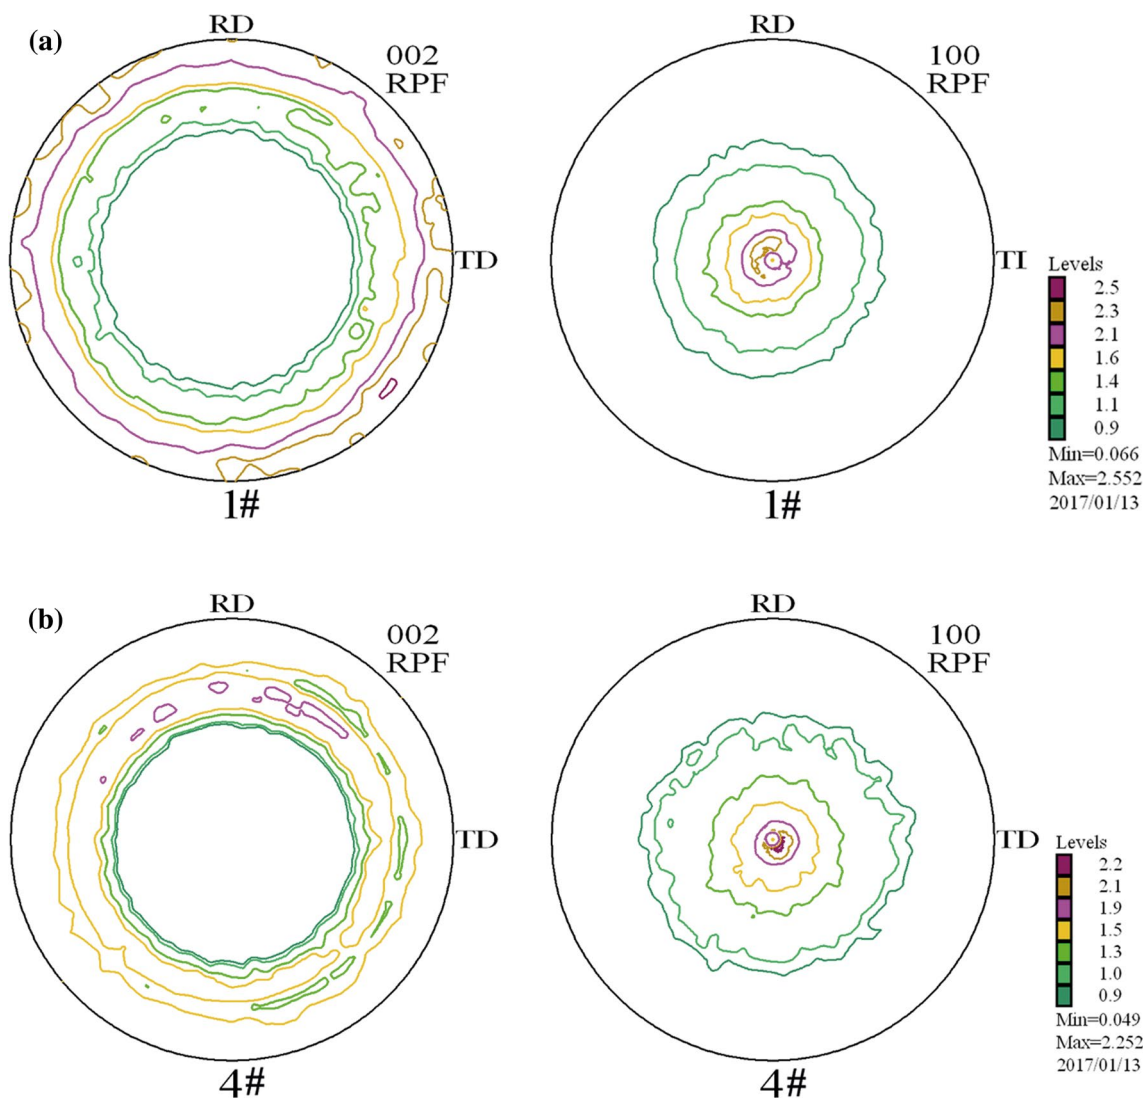 (a)
RD
002
RPF
TD
1#
RD
100
RPF
TI
1#
Levels
2.5
2.3
2.1
1.6
1.4
1.1
0.9
Min=0.066
Max=2.552
2017/01/13
(b)
RD
002
RPF
TD
4#
RD
100
RPF
TD
4#
Levels
2.2
2.1
1.9
1.5
1.3
1.0
0.9
Min=0.049
Max=2.252
2017/01/13